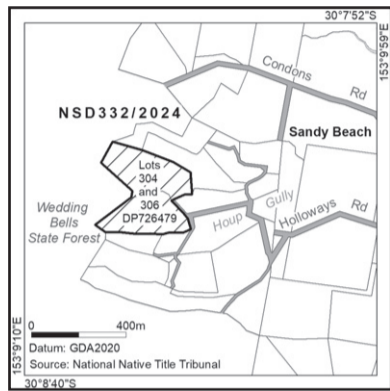 30°7'52"S
153°9'59"E
Condons
Rd
NSD332/2024
Sandy Beach
Lots
304
and
306
DP726479
Wedding
Bells
State Forest
Houp Gully
Holloways Rd
0 400m
Datum: GDA2020
Source: National Native Title Tribunal
153°9'10"E
30°8'40"S